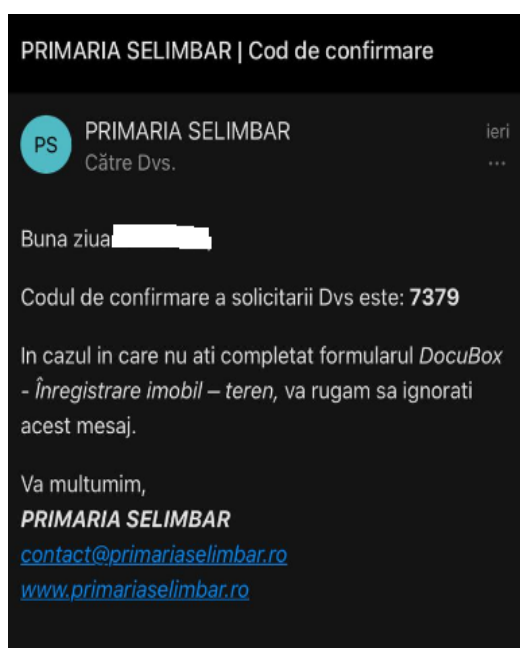 PRIMARIA SELIMBAR | Cod de confirmare
PS
PRIMARIA SELIMBAR
ieri
Către Dvs.
...
Buna ziua
Codul de confirmare a solicitarii Dvs este: 7379
In cazul in care nu ati completat formularul DocuBox
- Înregistrare imobil – teren, va rugam sa ignorati
acest mesaj.
Va multumim,
PRIMARIA SELIMBAR
contact@primariaselimbar.ro
www.primariaselimbar.ro